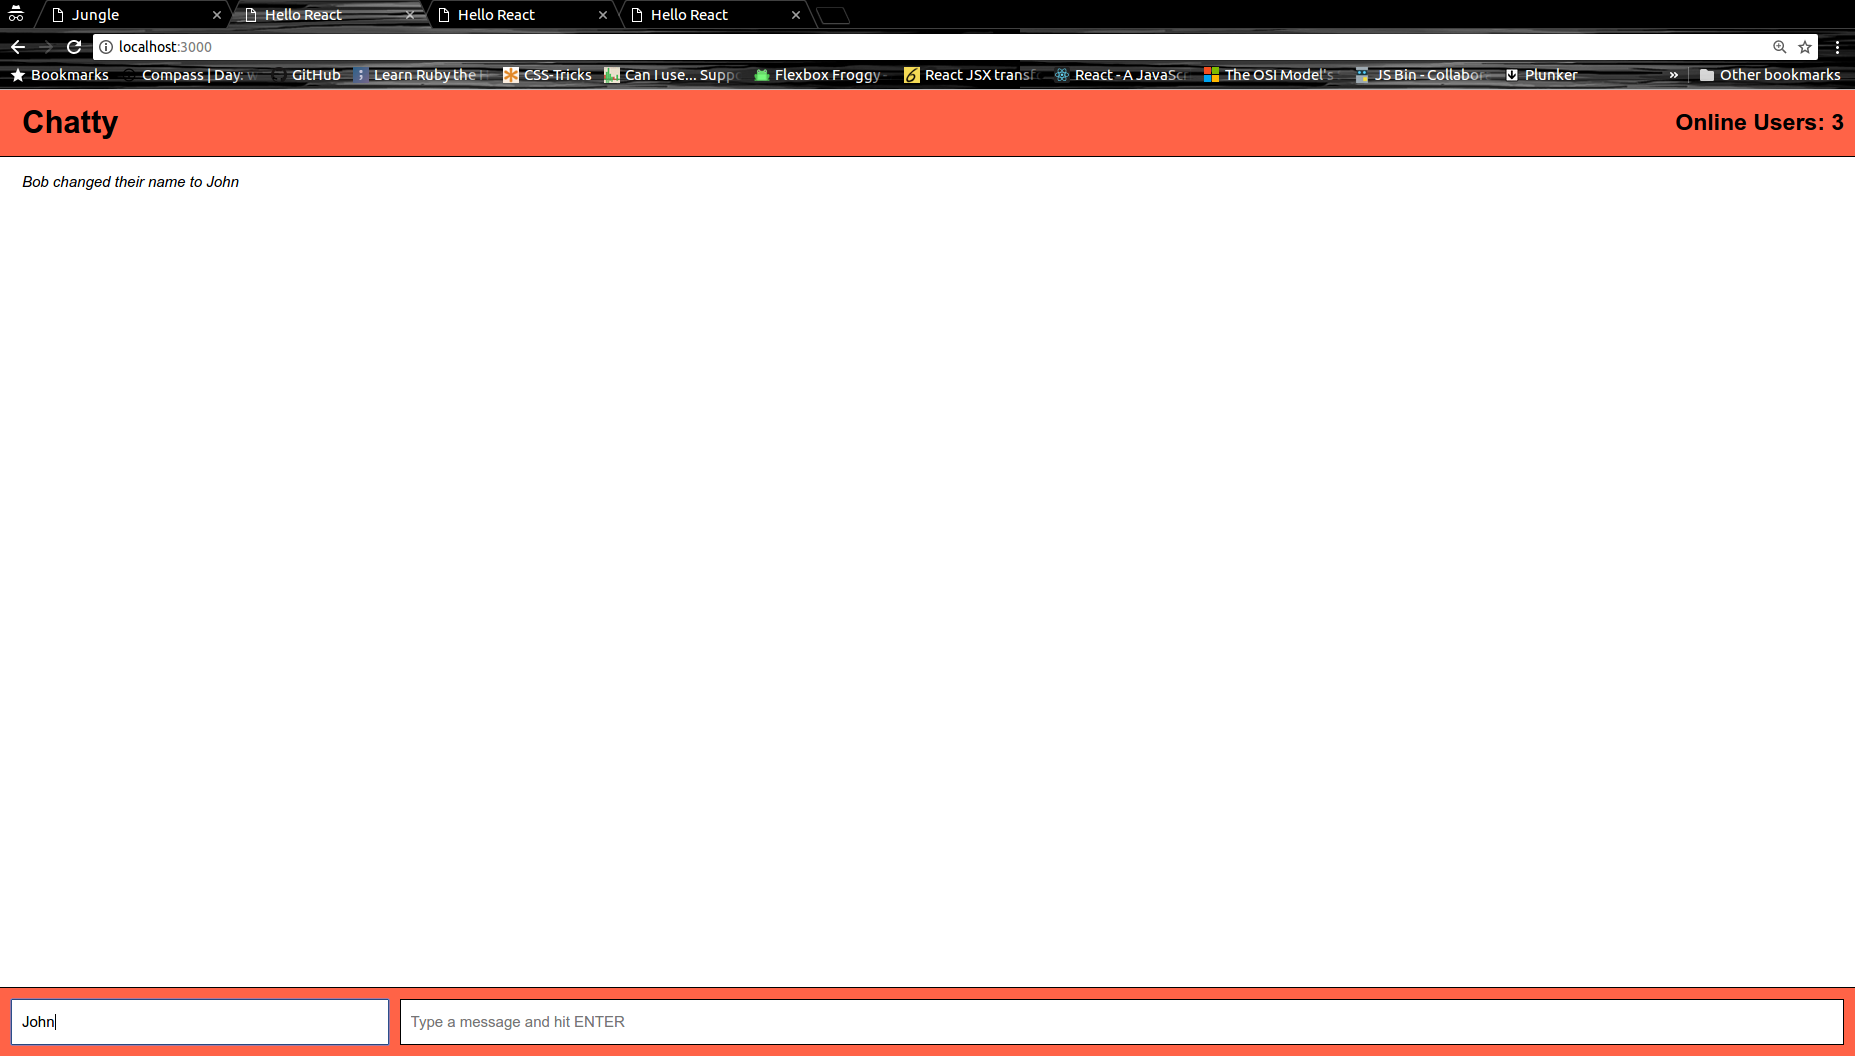 Jungle Hello React Hello React Hello React
localhost:3000
Bookmarks Compass | Day: GitHub Learn Ruby the CSS-Tricks Can I use... Supp Flexbox Froggy - React JSX transf React - A JavaSc The OSI Model's JS Bin - Collabor Plunker » Other bookmarks
Chatty Online Users: 3
Bob changed their name to John
John Type a message and hit ENTER